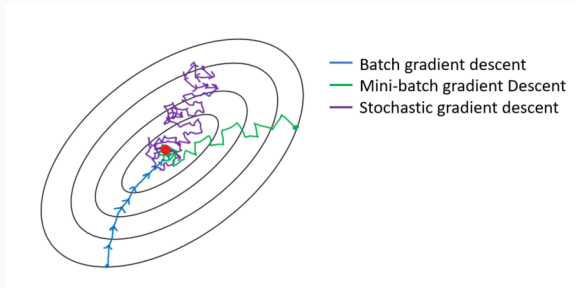 Batch gradient descent
Mini-batch gradient Descent
Stochastic gradient descent